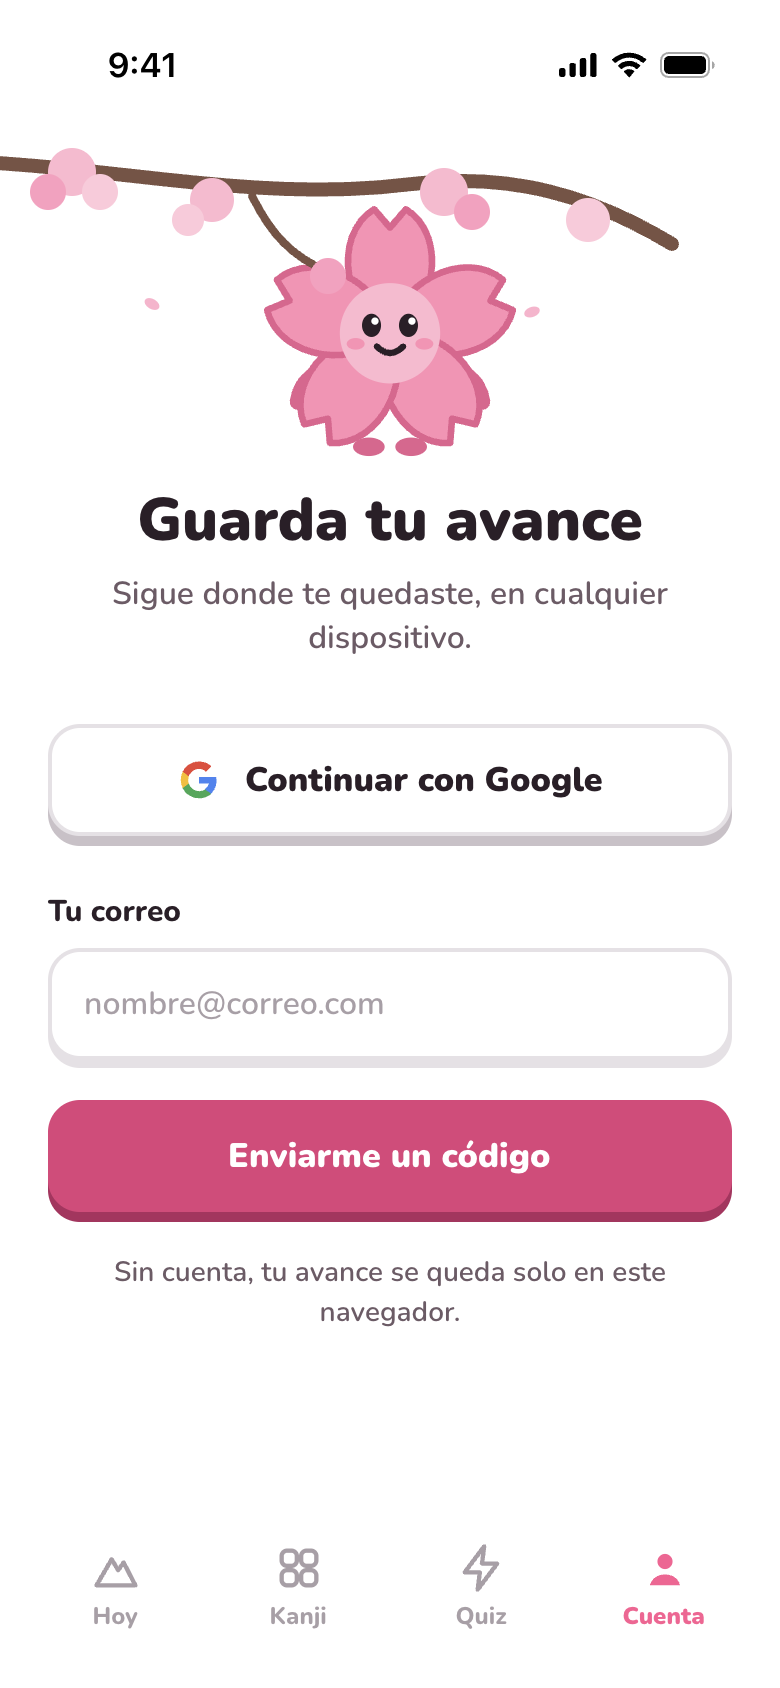 9:41
Guarda tu avance
Sigue donde te quedaste, en cualquier
dispositivo.
Continuar con Google
Tu correo
nombre@correo.com
Enviarme un código
Sin cuenta, tu avance se queda solo en este
navegador.
Hoy
Kanji
Quiz
Cuenta